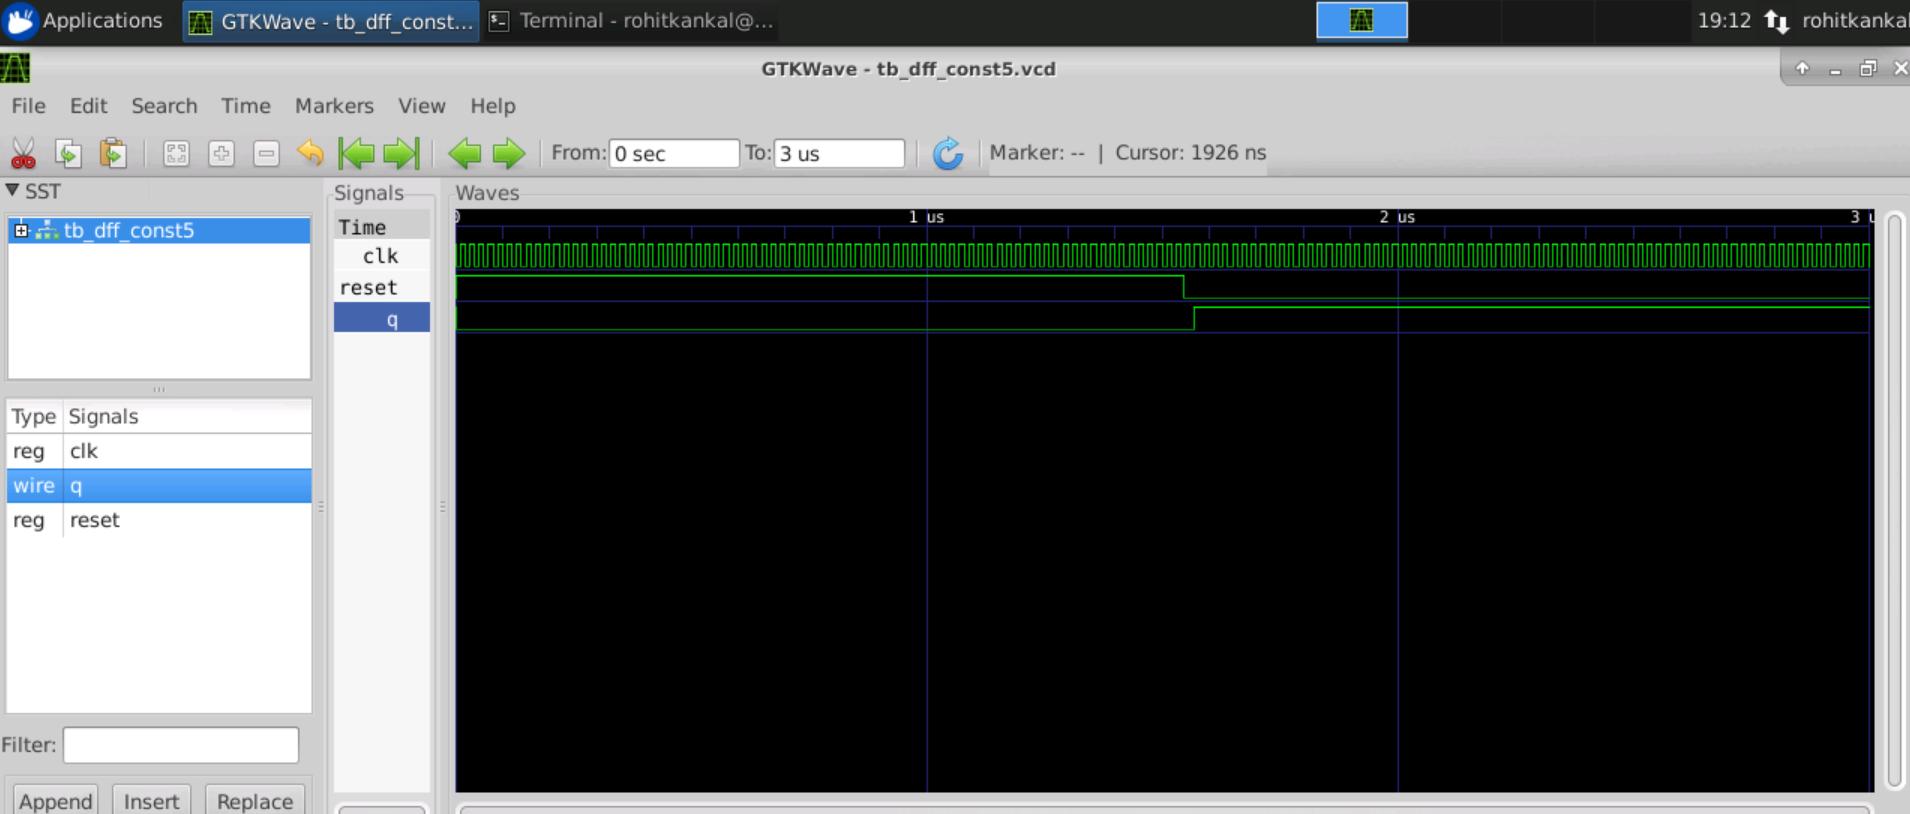 Applications GTKWave - tb_dff_const... Terminal - rohitkankal@... 19:12 rohitkankal
GTKWave - tb_dff_const5.vcd
File Edit Search Time Markers View Help
From: 0 sec To: 3 us Marker: -- | Cursor: 1926 ns
SST
Signals
Waves
tb_dff_const5
Time
0 1 us 2 us 3 u
clk
reset
q
Type Signals
reg clk
wire q
reg reset
Filter:
Append Insert Replace